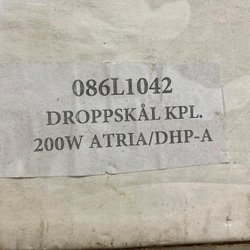 086L1042
DROPPSKÅL KPL.
200W ATRIA/DHP-A